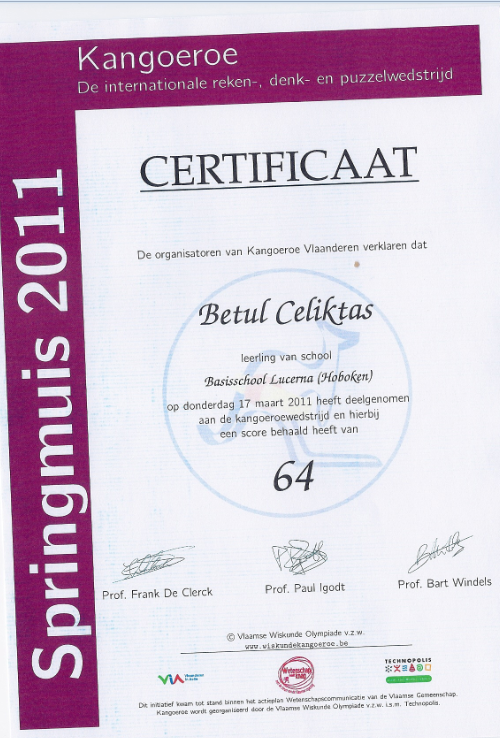 Kangoeroe
De internationale reken-, denk- en puzzelwedstrijd
Springmuis 2011
CERTIFICAAT
De organisatoren van Kangoeroe Vlaanderen verklaren dat
Betul Celiktas
leerling van school
Basisschool Lucerna (Hoboken)
op donderdag 17 maart 2011 heeft deelgenomen
aan de kangoeroewedstrijd en hierbij
een score behaald heeft van
64
Prof. Frank De Clerck
Prof. Paul Igodt
Prof. Bart Windels
© Vlaamse Wiskunde Olympiade v.z.w.
www.wiskundekangoeroe.be
VIA
Wetenschap
TECHNOPOLIS
Dit initiatief kwam tot stand binnen het actieplan Wetenschapscommunicatie van de Vlaamse Gemeenschap.
Kangoeroe wordt georganiseerd door de Vlaamse Wiskunde Olympiade v.z.w. i.s.m. Technopolis.